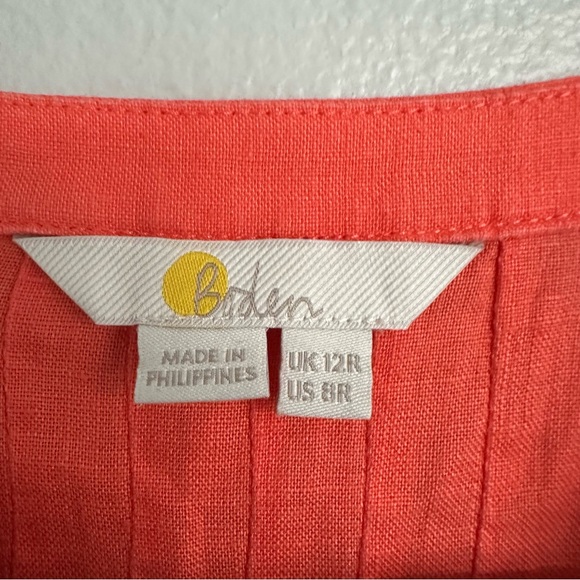 Boden
MADE IN
PHILIPPINES
UK 12R
US 8R